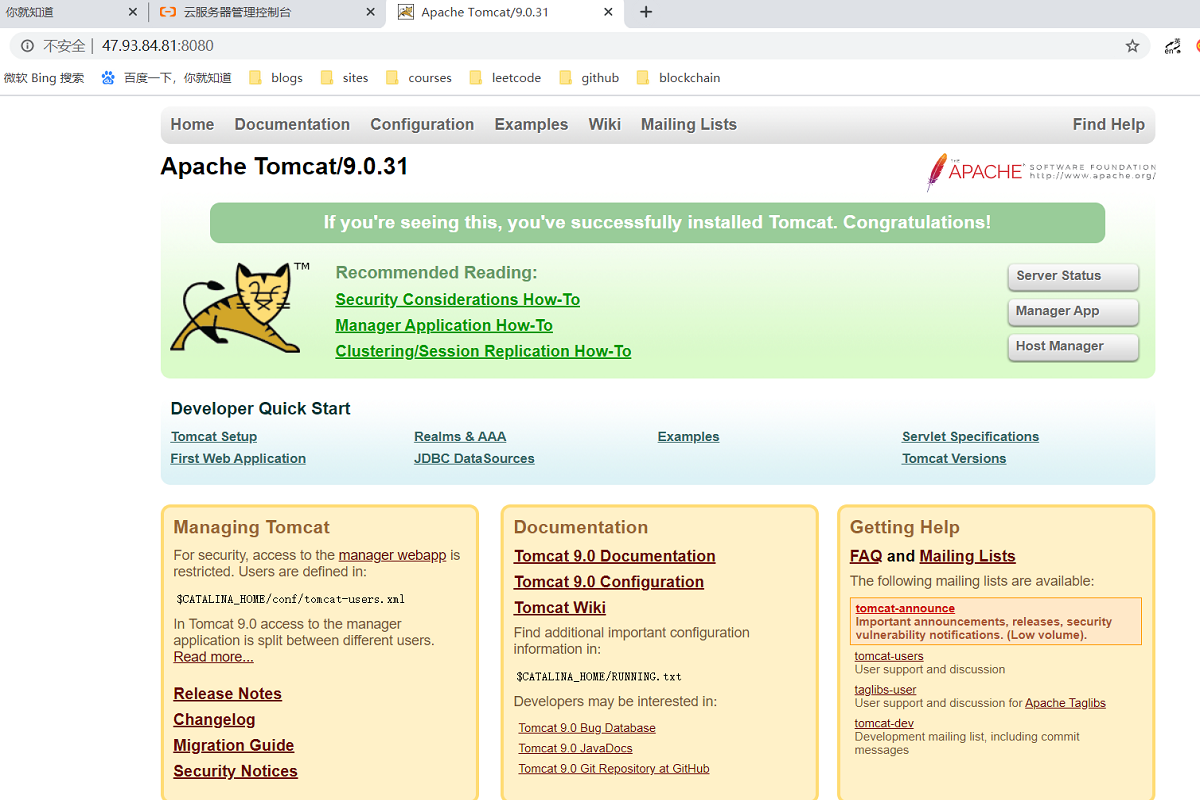 你就知道
云服务器管理控制台
Apache Tomcat/9.0.31
不安全 | 47.93.84.81:8080
微软 Bing 搜索
百度一下，你就知道
blogs
sites
courses
leetcode
github
blockchain
Home
Documentation
Configuration
Examples
Wiki
Mailing Lists
Find Help
Apache Tomcat/9.0.31
THE
APACHE
SOFTWARE FOUNDATION
http://www.apache.org/
If you're seeing this, you've successfully installed Tomcat. Congratulations!
TM
Recommended Reading:
Security Considerations How-To
Manager Application How-To
Clustering/Session Replication How-To
Server Status
Manager App
Host Manager
Developer Quick Start
Tomcat Setup
First Web Application
Realms & AAA
JDBC DataSources
Examples
Servlet Specifications
Tomcat Versions
Managing Tomcat
For security, access to the manager webapp is
restricted. Users are defined in:
$CATALINA_HOME/conf/tomcat-users.xml
In Tomcat 9.0 access to the manager
application is split between different users.
Read more...
Release Notes
Changelog
Migration Guide
Security Notices
Documentation
Tomcat 9.0 Documentation
Tomcat 9.0 Configuration
Tomcat Wiki
Find additional important configuration
information in:
$CATALINA_HOME/RUNNING.txt
Developers may be interested in:
Tomcat 9.0 Bug Database
Tomcat 9.0 JavaDocs
Tomcat 9.0 Git Repository at GitHub
Getting Help
FAQ and Mailing Lists
The following mailing lists are available:
tomcat-announce
Important announcements, releases, security
vulnerability notifications. (Low volume).
tomcat-users
User support and discussion
taglibs-user
User support and discussion for Apache Taglibs
tomcat-dev
Development mailing list, including commit
messages